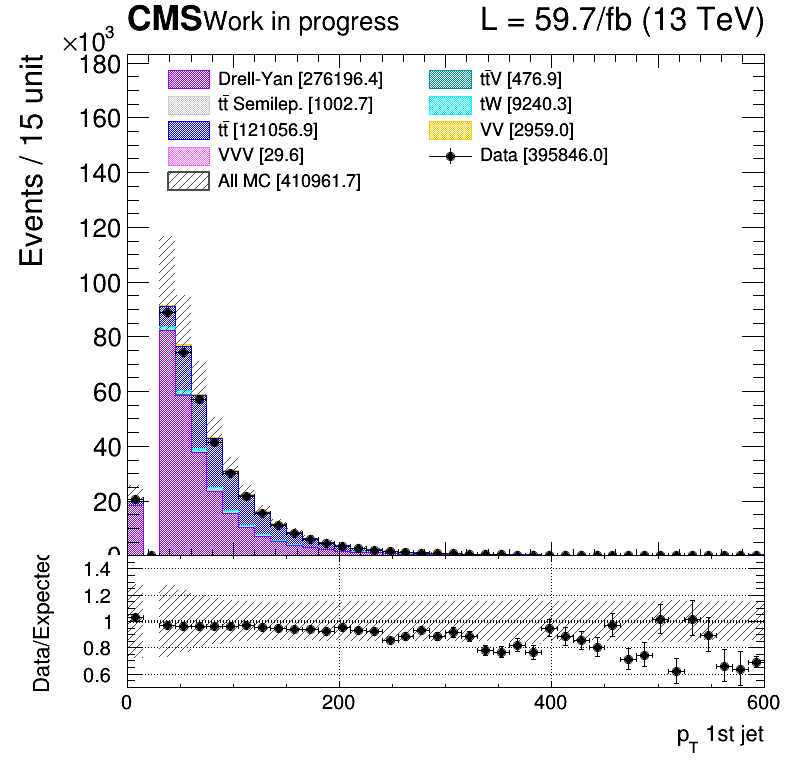 CMS Work in progress L = 59.7/fb (13 TeV)
×10³
Events / 15 unit
180
160
140
120
100
80
60
40
20
0
Drell-Yan [276196.4]
tt̄ Semilep. [1002.7]
tt̄ [121056.9]
VVV [29.6]
All MC [410961.7]
tt̄V [476.9]
tW [9240.3]
VV [2959.0]
Data [395846.0]
Data/Expected
1.4
1.2
1
0.8
0.6
0 200 400 600
p_T 1st jet